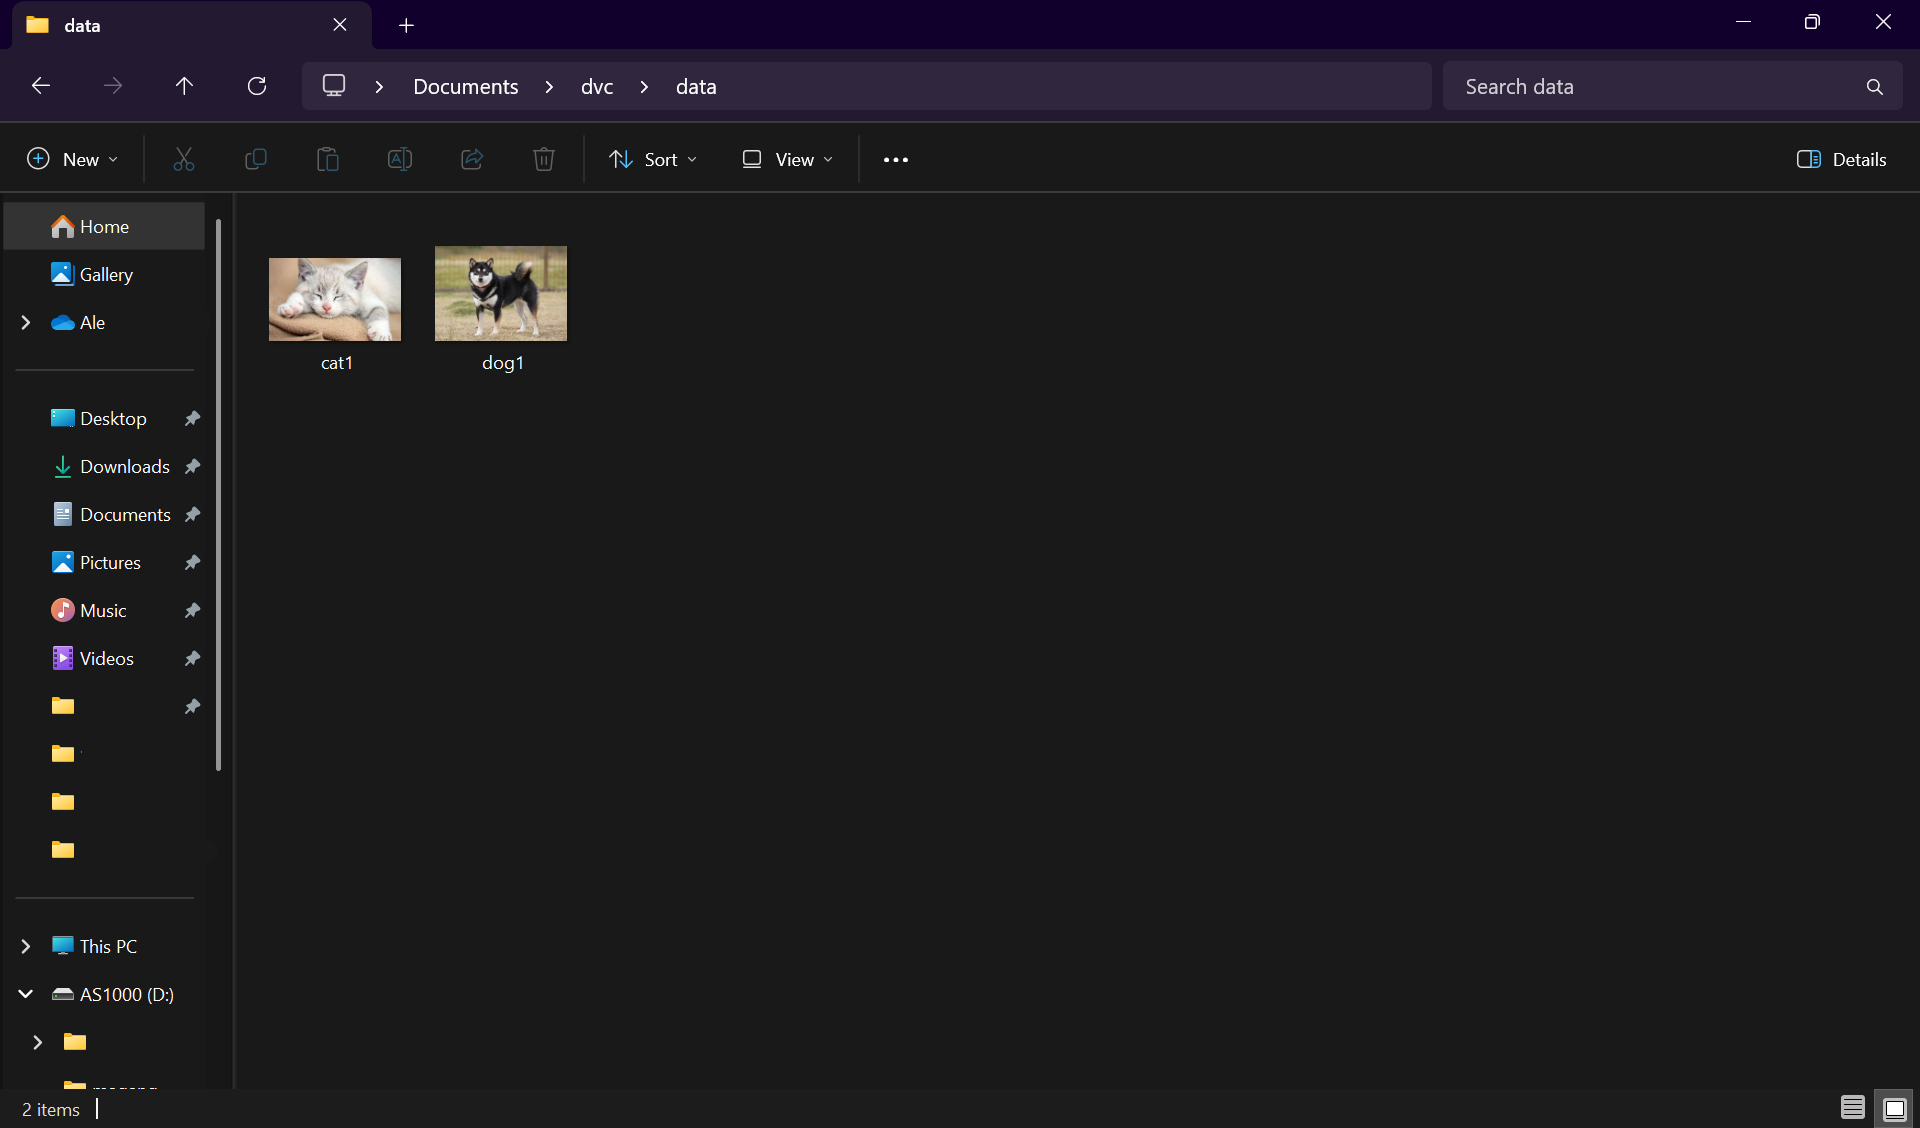 data
Documents
dvc
data
Search data
New
Sort
View
Details
Home
Gallery
Ale
Desktop
Downloads
Documents
Pictures
Music
Videos
This PC
AS1000 (D:)
cat1
dog1
2 items